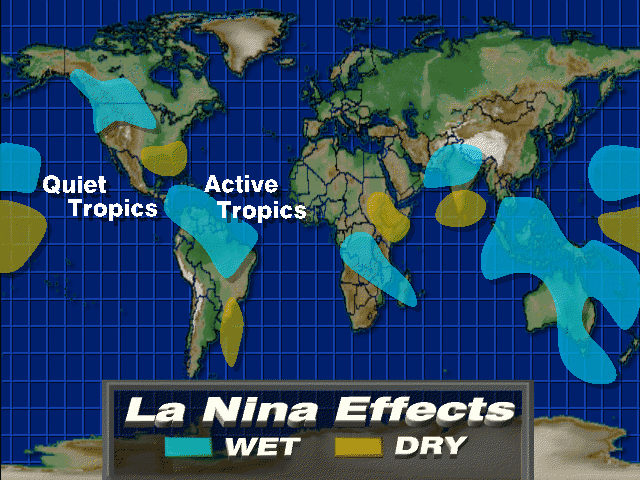 Quiet
Tropics
Active
Tropics
La Nina Effects
WET
DRY